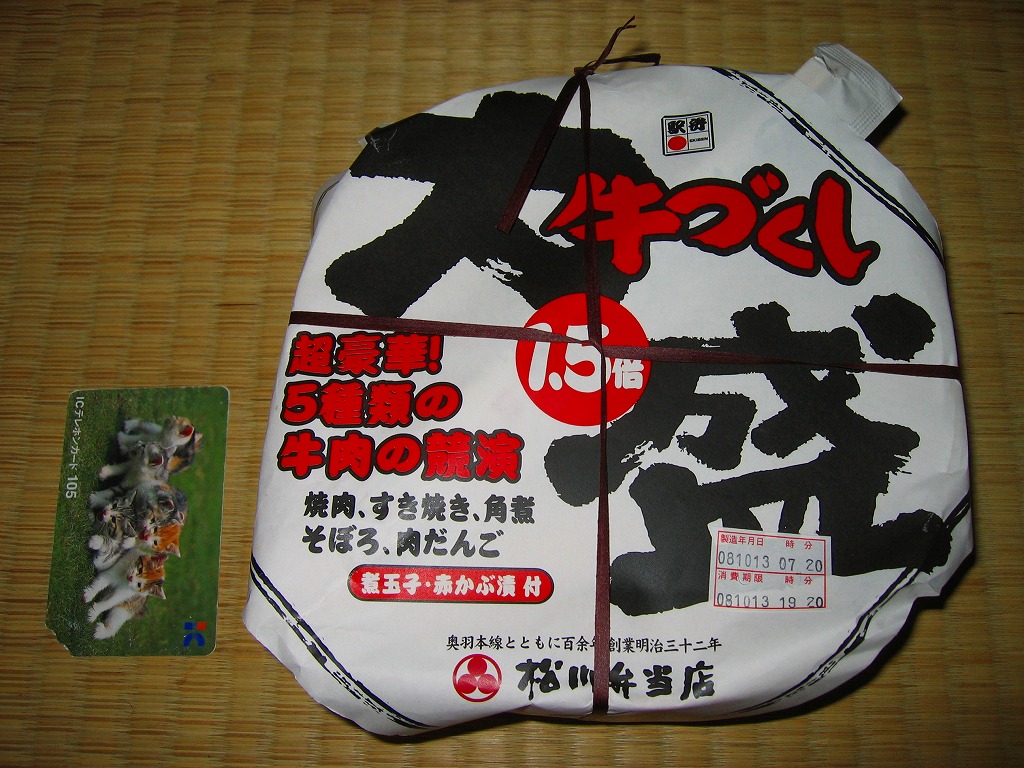 駅弁
EKIBEN
牛づくし
大盛
1.5倍
超豪華!
5種類の
牛肉の競演
焼肉、すき焼き、角煮
そぼろ、肉だんご
煮玉子・赤かぶ漬 付
製造年月日 時 分
081013 07 20
消費期限 時 分
081013 19 20
奥羽本線とともに百余年創業明治三十二年
松川弁当店
ICテレホンカード 105